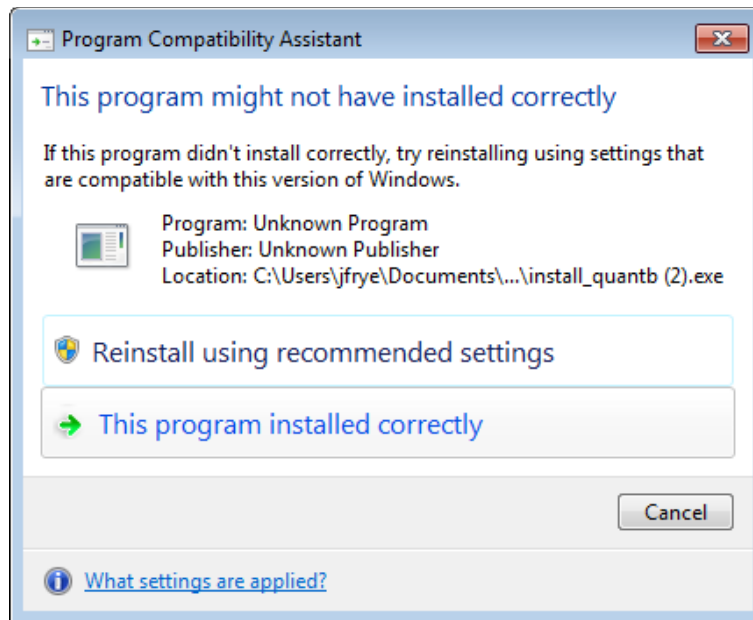 Program Compatibility Assistant
This program might not have installed correctly
If this program didn't install correctly, try reinstalling using settings that
are compatible with this version of Windows.
Program: Unknown Program
Publisher: Unknown Publisher
Location: C:\Users\jfrye\Documents\...\install_quantb (2).exe
Reinstall using recommended settings
This program installed correctly
Cancel
What settings are applied?